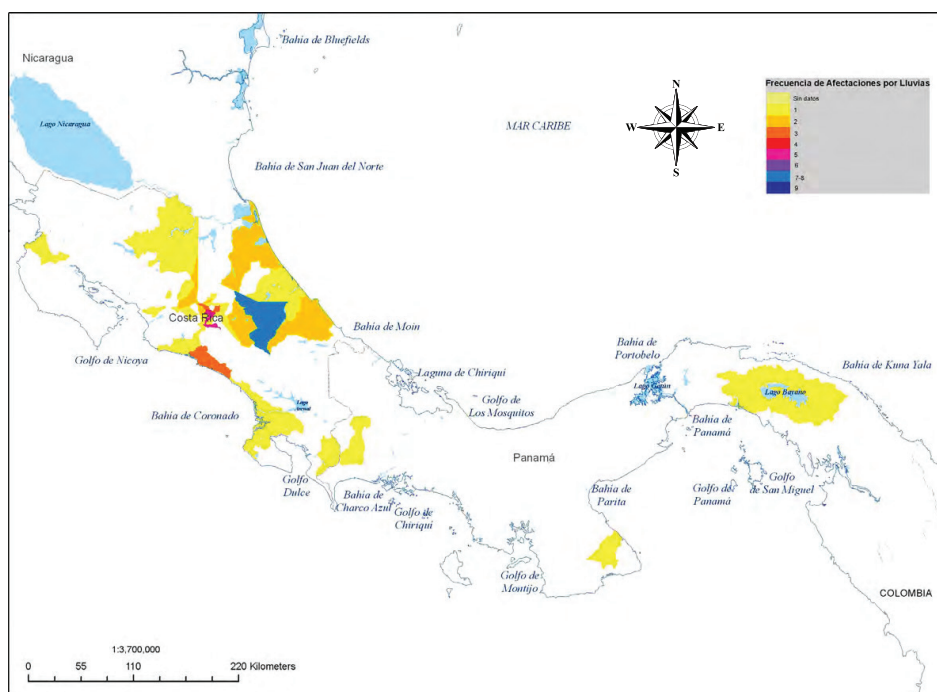 Bahia de Bluefields
Nicaragua
Frecuencia de Afectaciones por Lluvias
Sin datos
1
2
3
4
5
6
7-8
9
N
W
E
S
Lago Nicaragua
MAR CARIBE
Bahia de San Juan del Norte
Costa Rica
Bahia de Moin
Golfo de Nicoya
Bahia de
Portobelo
Bahia de Kuna Yala
Laguna de Chiriqui
Lago Gatún
Lago Bayano
Golfo de
Los Mosquitos
Bahia de Coronado
Lago
Bahia de
Panamá
Panamá
Golfo
Dulce
Bahia de
Charco Azul
Golfo de
Chiriquí
Bahia de
Parita
Golfo de
Panamá
Golfo
de San Miguel
Golfo de
Montijo
COLOMBIA
1:3,700,000
0 55 110 220 Kilometers